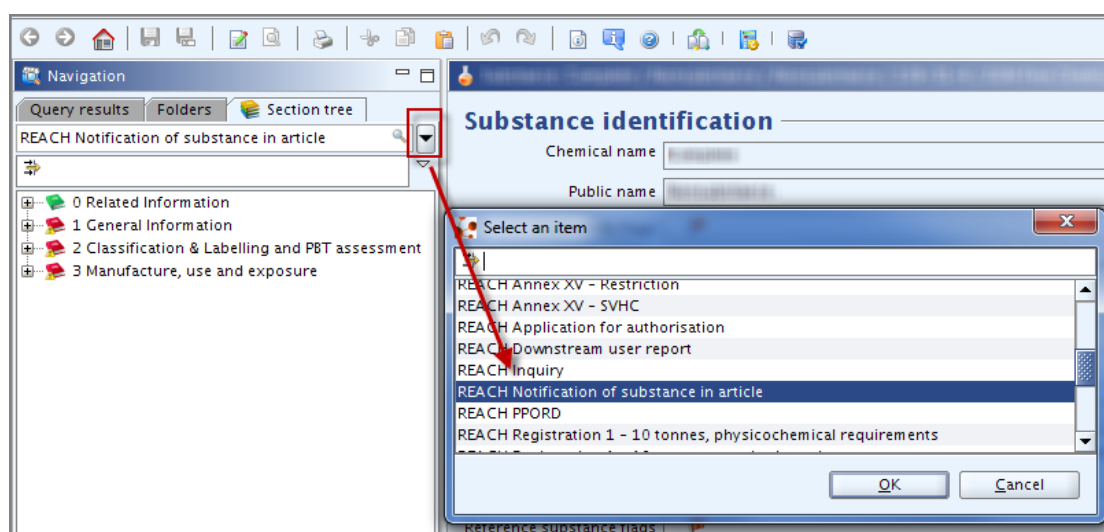 Navigation
Query results Folders Section tree
REACH Notification of substance in article
0 Related Information
1 General Information
2 Classification & Labelling and PBT assessment
3 Manufacture, use and exposure
Substance identification
Chemical name
Public name
Select an item
REACH Annex XV - Restriction
REACH Annex XV - SVHC
REACH Application for authorisation
REACH Downstream user report
REACH Inquiry
REACH Notification of substance in article
REACH PPORD
REACH Registration 1 - 10 tonnes, physicochemical requirements
OK Cancel
Reference substance flags